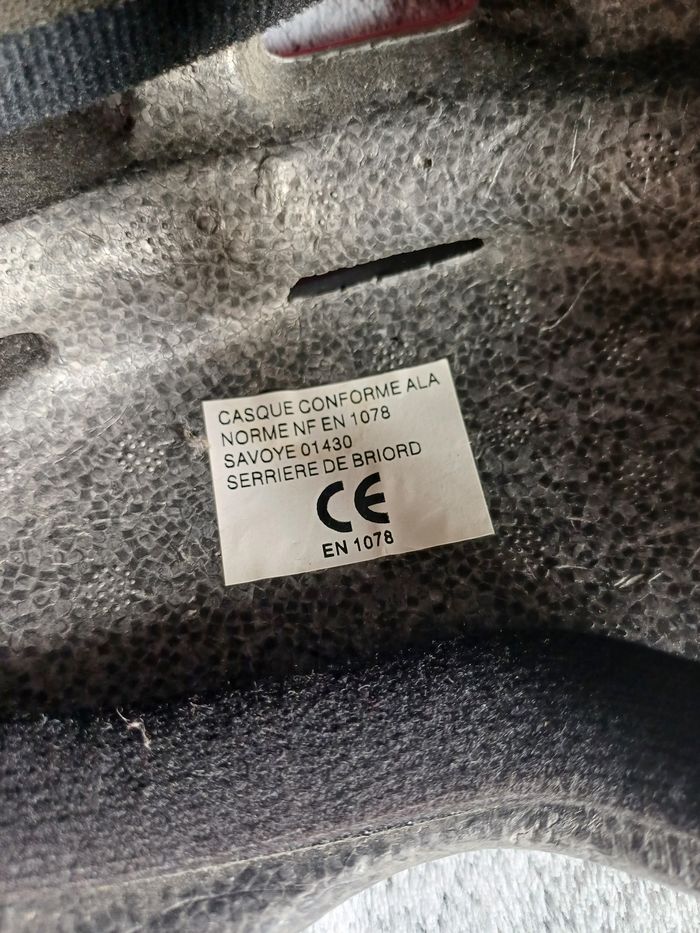 CASQUE CONFORME ALA
NORME NF EN 1078
SAVOYE 01430
SERRIERE DE BRIORD
CE
EN 1078